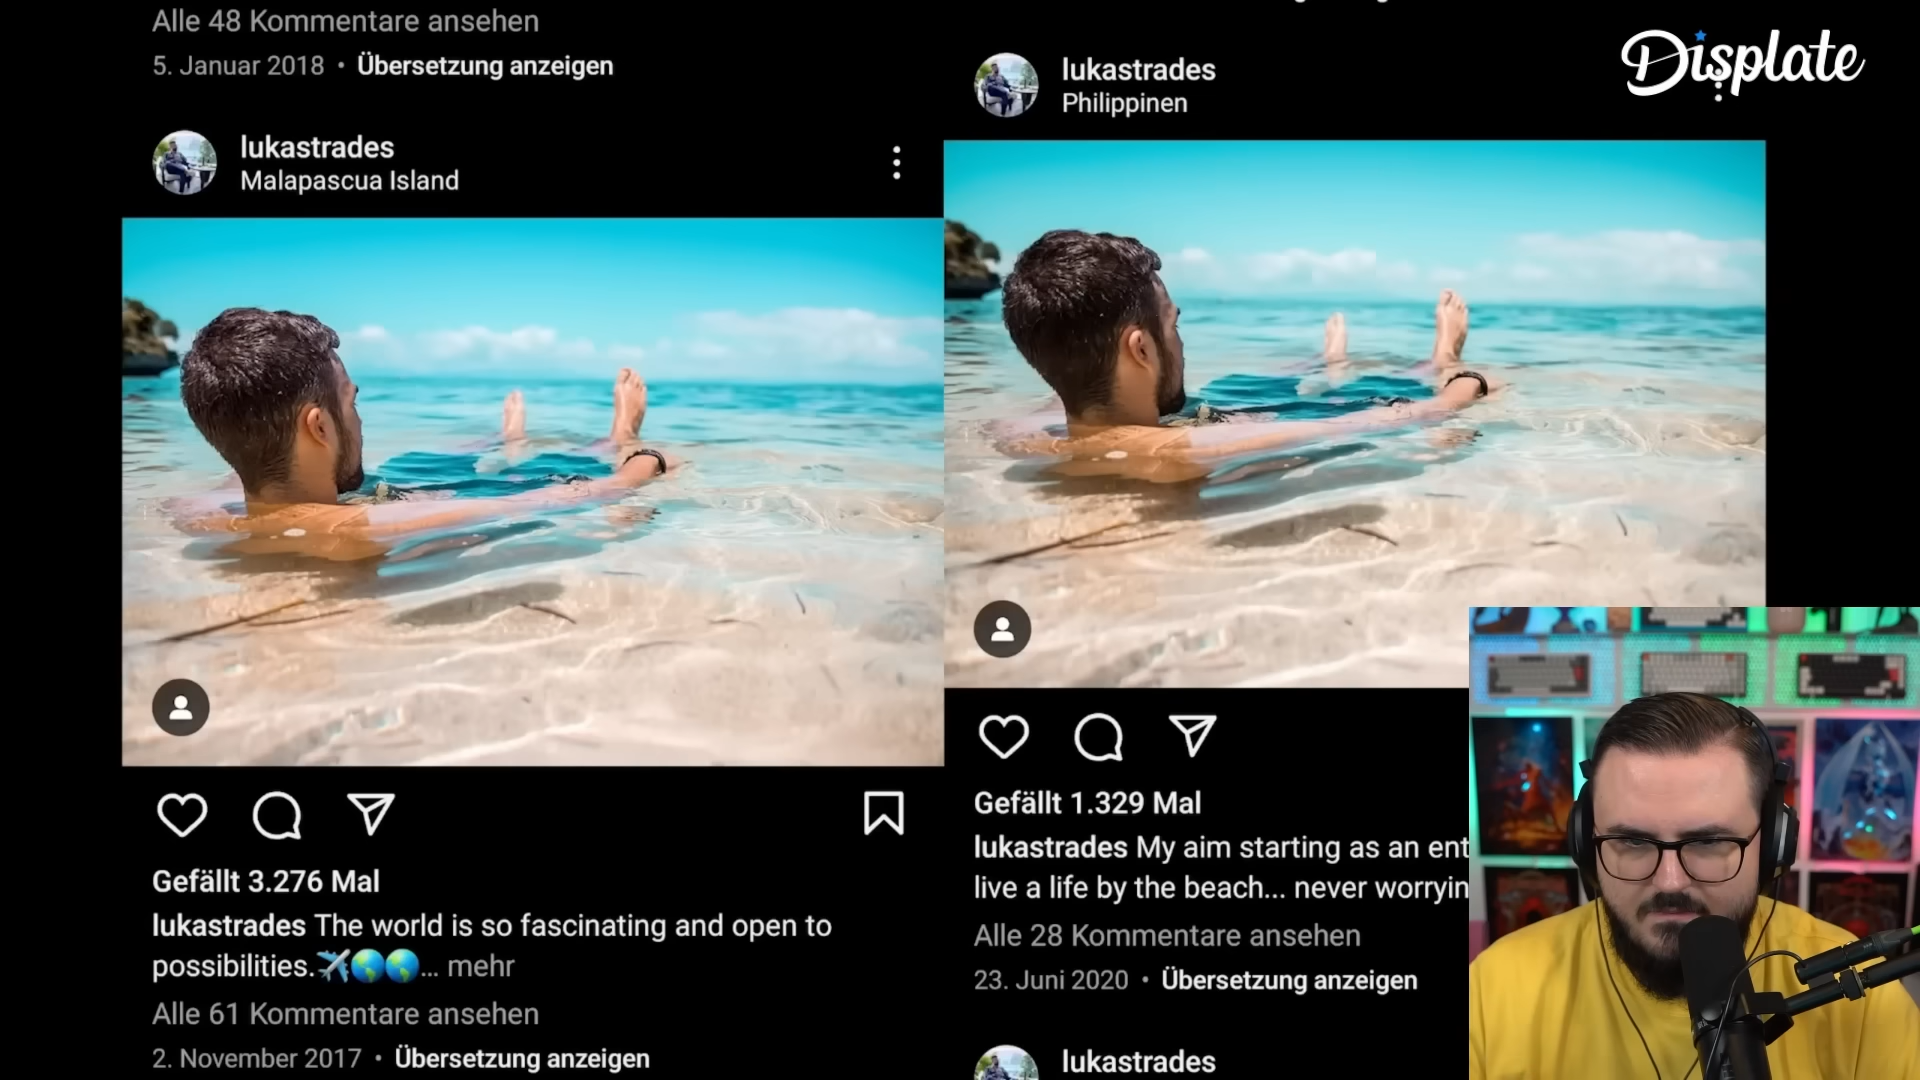 Alle 48 Kommentare ansehen
5. Januar 2018 • Übersetzung anzeigen
lukastrades
Malapascua Island
Gefällt 3.276 Mal
lukastrades The world is so fascinating and open to
possibilities.✈️🌎🌎... mehr
Alle 61 Kommentare ansehen
2. November 2017 • Übersetzung anzeigen
lukastrades
Philippinen
Gefällt 1.329 Mal
lukastrades My aim starting as an ent
live a life by the beach... never worryin
Alle 28 Kommentare ansehen
23. Juni 2020 • Übersetzung anzeigen
lukastrades
Displate